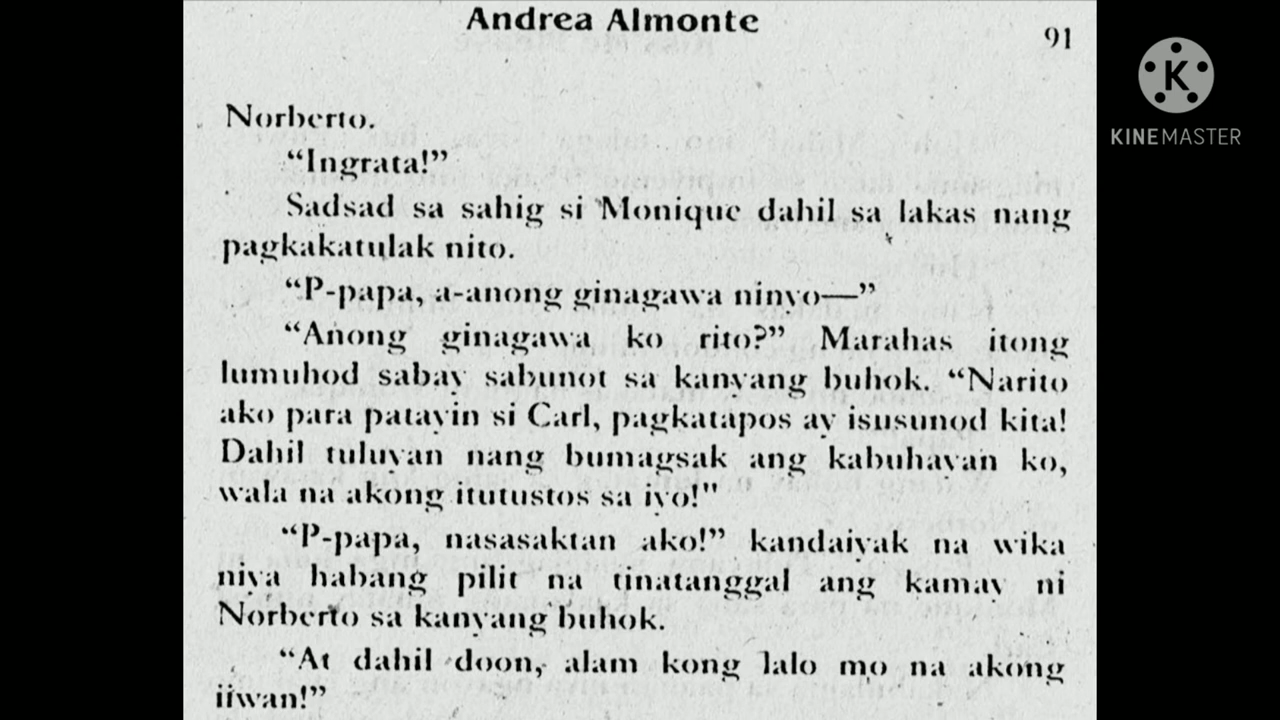 Andrea Almonte
91
KINEMASTER
Norberto.
“Ingrata!”
Sadsad sa sahig si Monique dahil sa lakas nang
pagkakatulak nito.
“P-papa, a-anong ginagawa ninyo—”
“Anong ginagawa ko rito?” Marahas itong
lumuhod sabay sabunot sa kanyang buhok. “Narito
ako para patayin si Carl, pagkatapos ay isusunod kita!
Dahil tuluyan nang bumagsak ang kabuhayan ko,
wala na akong itutustos sa iyo!"
“P-papa, nasasaktan ako!” kandaiyak na wika
niya habang pilit na tinatanggal ang kamay ni
Norberto sa kanyang buhok.
“At dahil doon, alam kong lalo mo na akong
iiwan!”